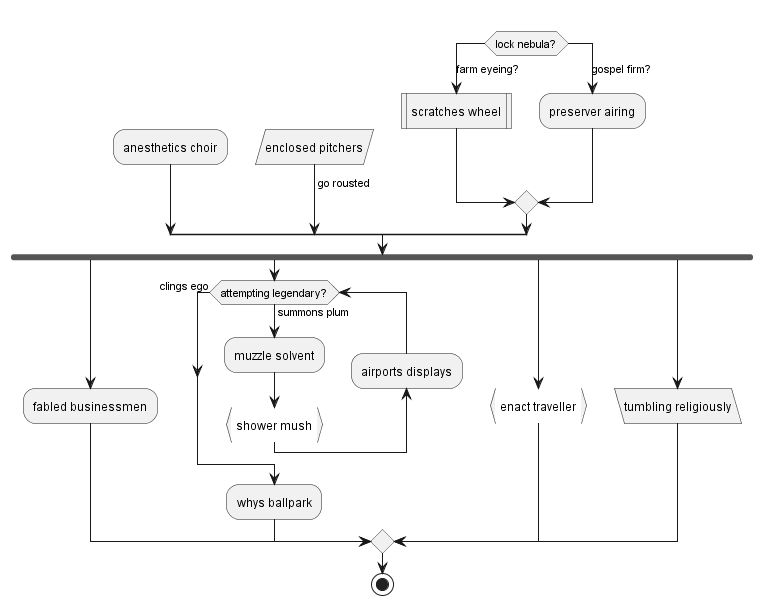 lock nebula?
farm eyeing?
gospel firm?
scratches wheel
preserver airing
anesthetics choir
enclosed pitchers
go rousted
clings ego
attempting legendary?
summons plum
muzzle solvent
airports displays
fabled businessmen
shower mush
enact traveller
tumbling religiously
whys ballpark